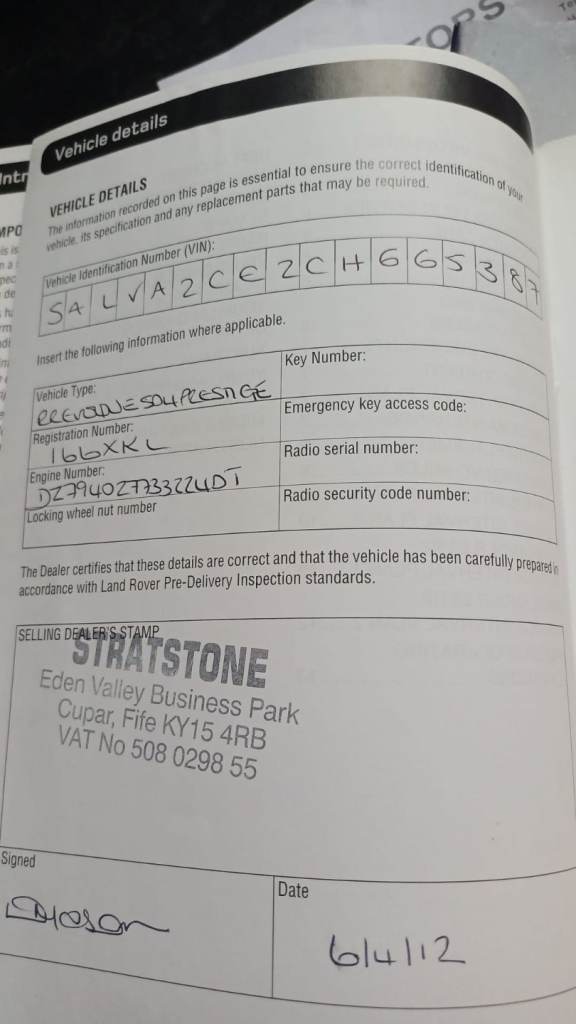 TOPS
Intr
Vehicle details
VEHICLE DETAILS
The information recorded on this page is essential to ensure the correct identification of your
vehicle, its specification and any replacement parts that may be required.
Vehicle Identification Number (VIN):
SALVA2CE2CH665387
Insert the following information where applicable.
Vehicle Type:
Key Number:
Emergency key access code:
Registration Number:
166XKL
Radio serial number:
Engine Number:
Radio security code number:
Locking wheel nut number
The Dealer certifies that these details are correct and that the vehicle has been carefully prepared in
accordance with Land Rover Pre-Delivery Inspection standards.
SELLING DEALER'S STAMP
STRATSTONE
Eden Valley Business Park
Cupar, Fife KY15 4RB
VAT No 508 0298 55
Signed
Date
6/4/12